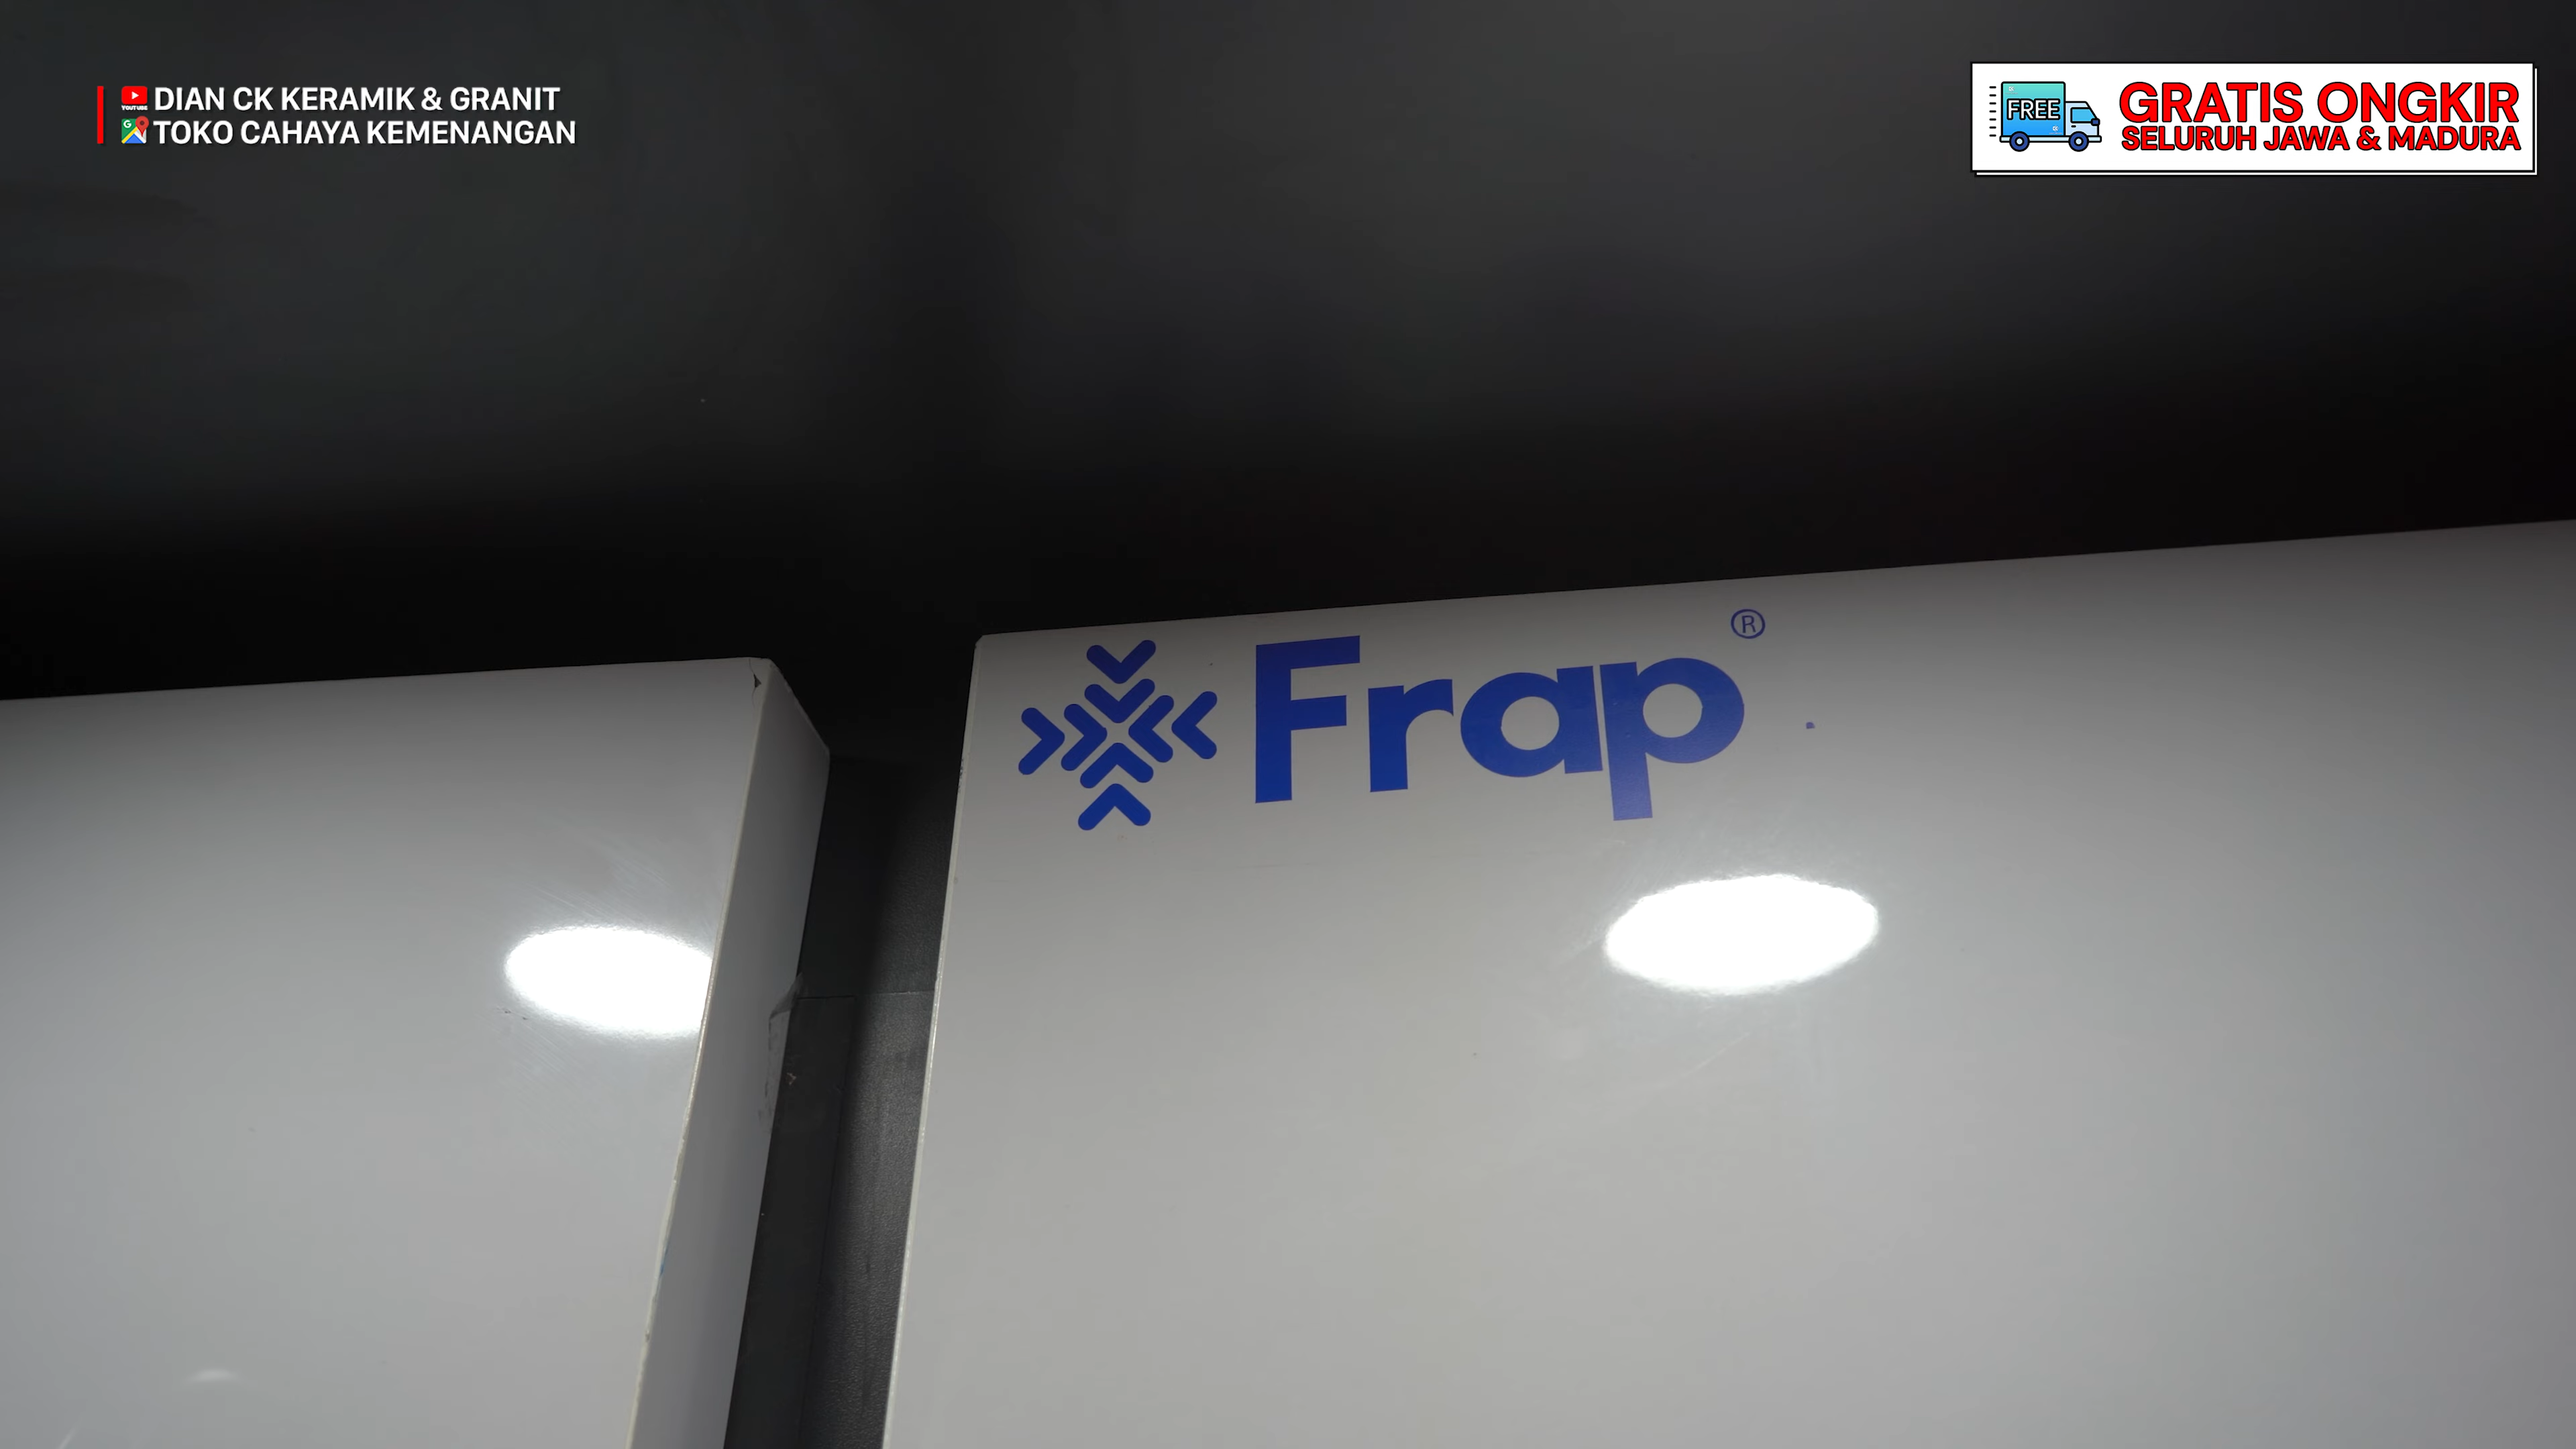 DIAN CK KERAMIK & GRANIT
TOKO CAHAYA KEMENANGAN
FREE
GRATIS ONGKIR
SELURUH JAWA & MADURA
Frap®